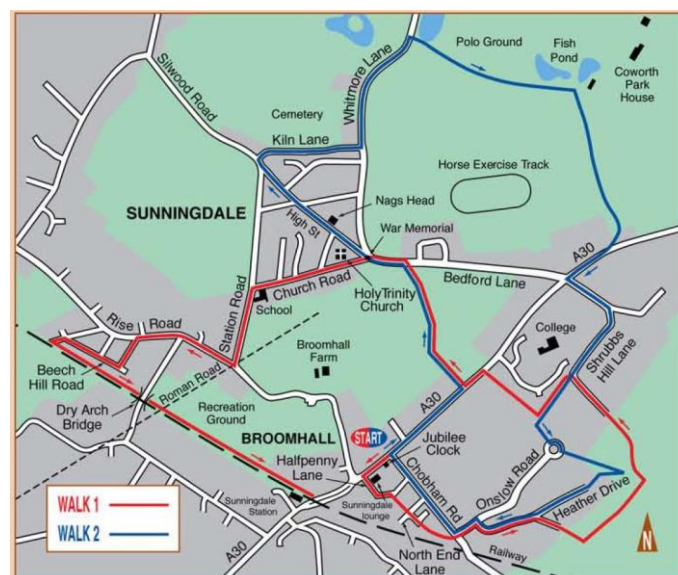 Polo Ground
Fish
Pond
Coworth
Park
House
Silwood Road
Whitmore Lane
Cemetery
Kiln Lane
Horse Exercise Track
SUNNINGDALE
Nags Head
High St
War Memorial
A30
Bedford Lane
Church Road
HolyTrinity
Church
Station Road
School
Rise Road
College
Shrubbs
Hill Lane
Broomhall
Farm
Beech
Hill Road
Roman Road
A30
Dry Arch
Bridge
Recreation
Ground
BROOMHALL
START
Jubilee
Clock
Halfpenny
Lane
Chobham Rd
Onslow Road
Heather Drive
WALK 1
WALK 2
Sunningdale
Station
Sunningdale
lounge
A30
North End
Lane
Railway
N